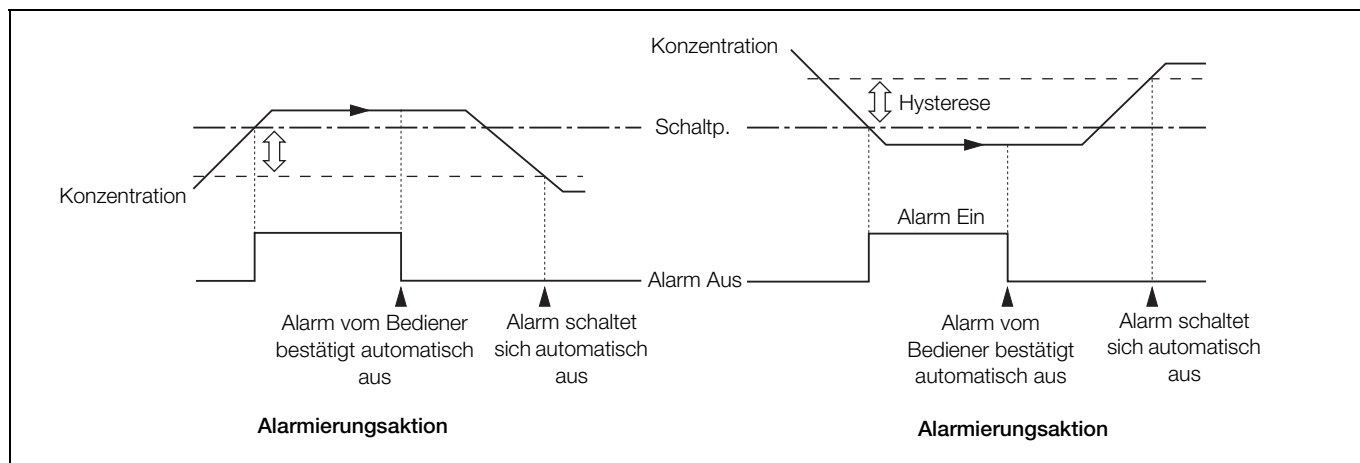 Konzentration
Hysterese
Schaltp.
Konzentration
Alarm Ein
Alarm Aus
Alarm vom Bediener
bestätigt automatisch
aus
Alarm schaltet
sich automatisch
aus
Alarm vom
Bediener bestätigt
automatisch aus
Alarm schaltet
sich automatisch
aus
Alarmierungsaktion
Alarmierungsaktion